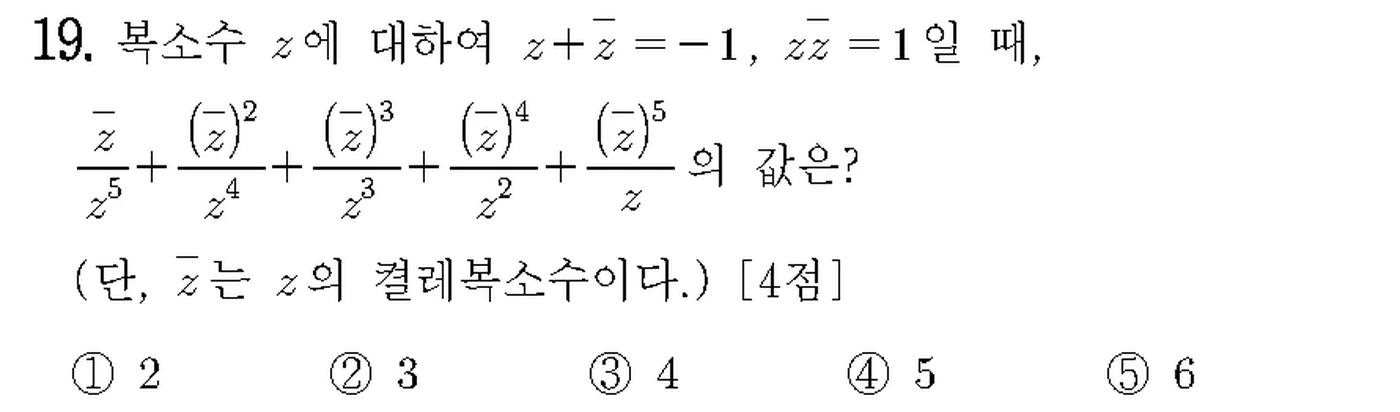 19. 복소수 z에 대하여 z+z̅=-1, zz̅=1일 때,
z̅/z⁵+(z̅)²/z⁴+(z̅)³/z³+(z̅)⁴/z²+(z̅)⁵/z 의 값은?
(단, z̅는 z의 켤레복소수이다.) [4점]
① 2 ② 3 ③ 4 ④ 5 ⑤ 6